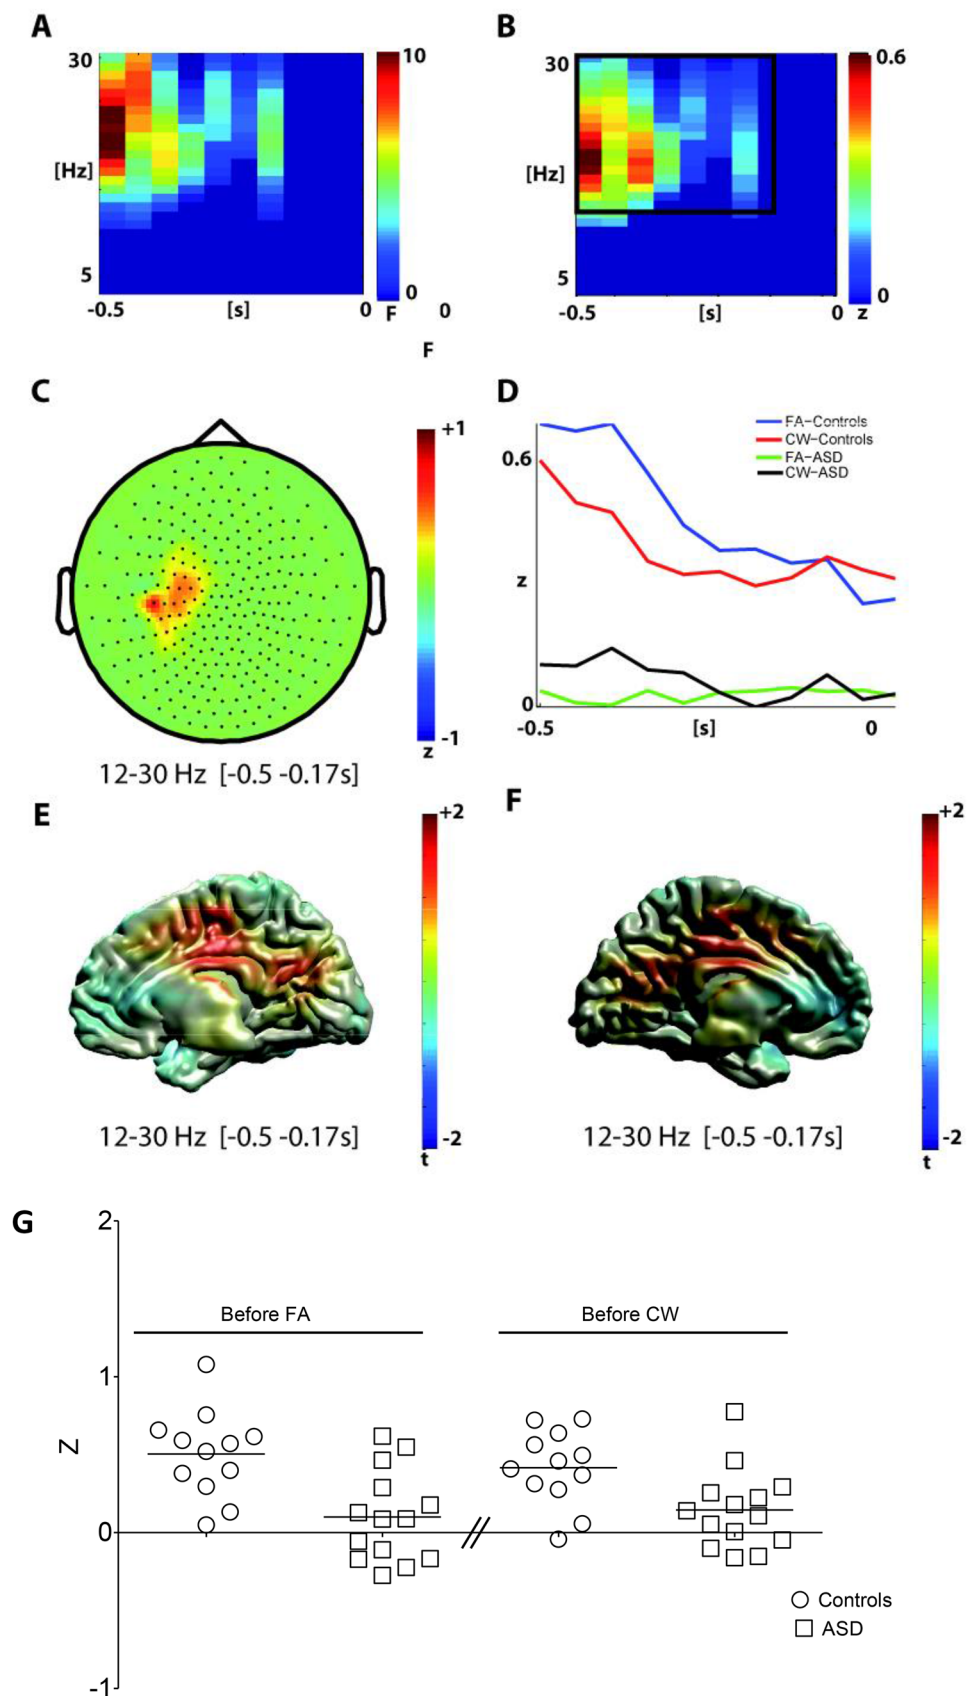 A
B
30
10
30
0.6
[Hz]
[Hz]
5
0
5
0
-0.5
[s]
0
F
0
-0.5
[s]
0
z
F
C
D
+1
FA-Controls
CW-Controls
FA-ASD
CW-ASD
0.6
z
0
-1
z
-0.5
[s]
0
12-30 Hz [-0.5 -0.17s]
E
F
+2
+2
-2
-2
t
t
12-30 Hz [-0.5 -0.17s]
12-30 Hz [-0.5 -0.17s]
G
2
Before FA
Before CW
1
Z
0
Controls
ASD
-1